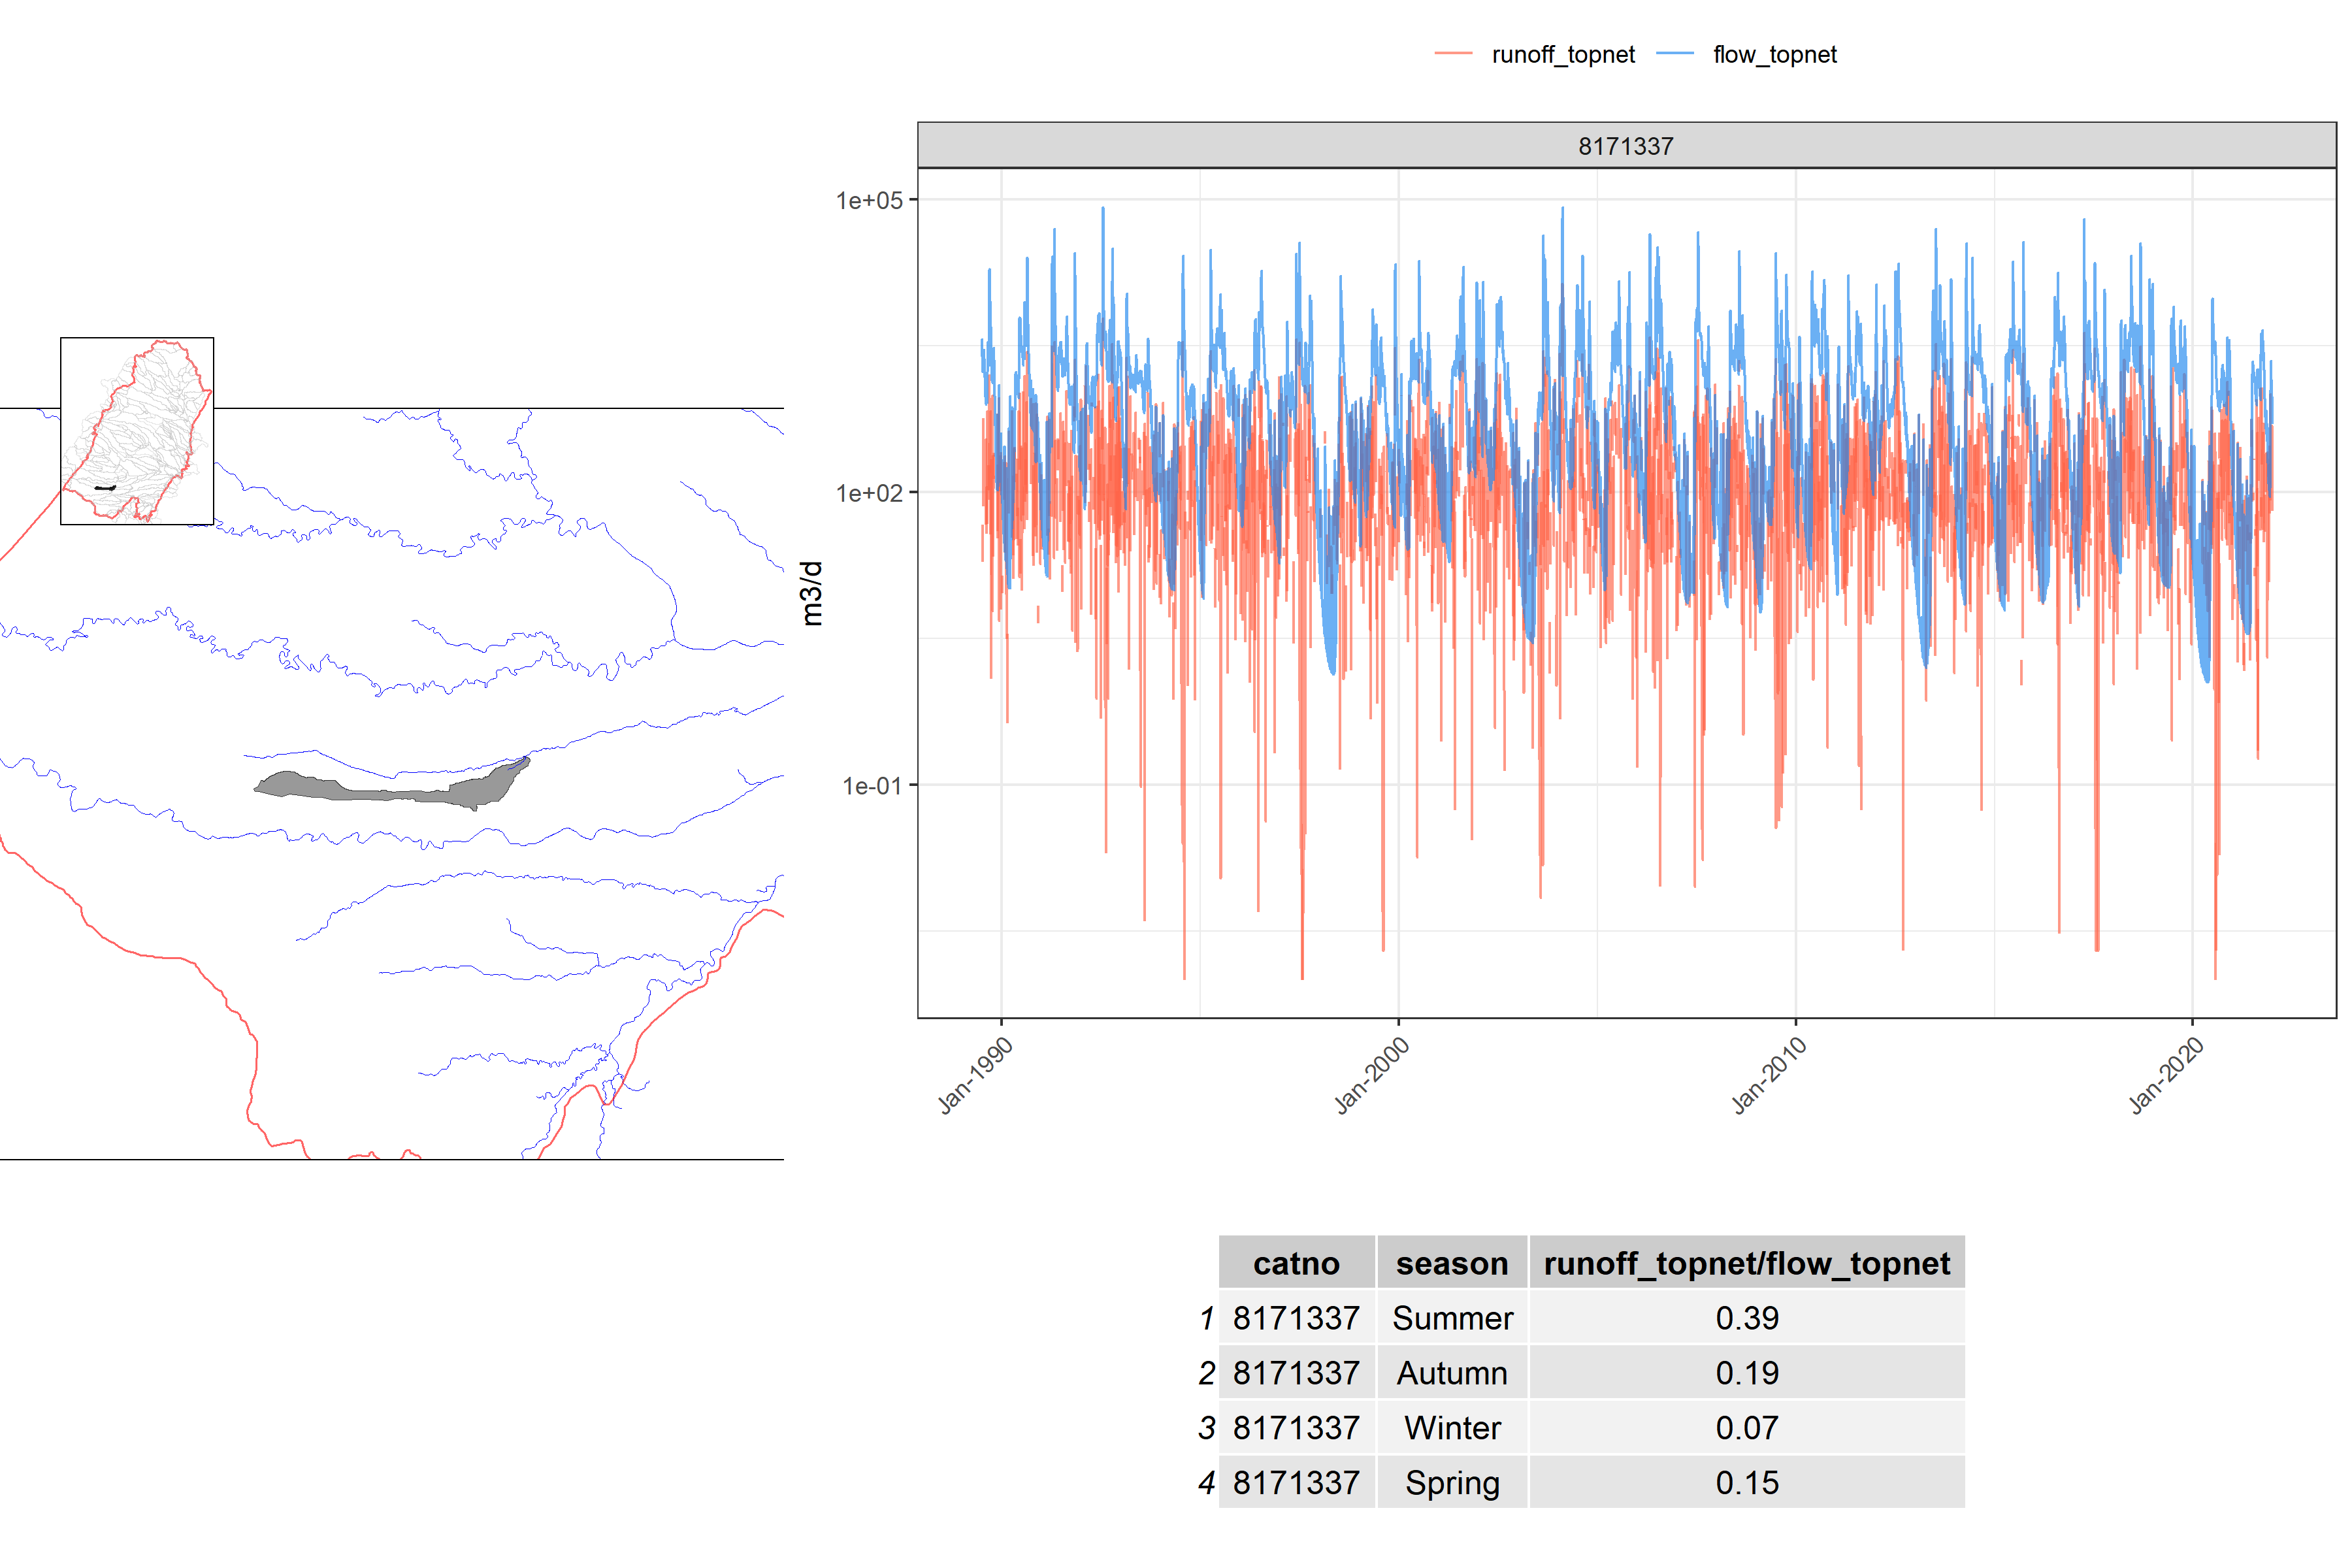 runoff_topnet flow_topnet
8171337
1e+05
1e+02
1e-01
m3/d
Jan-1990 Jan-2000 Jan-2010 Jan-2020
catno season runoff_topnet/flow_topnet
1 8171337 Summer 0.39
2 8171337 Autumn 0.19
3 8171337 Winter 0.07
4 8171337 Spring 0.15